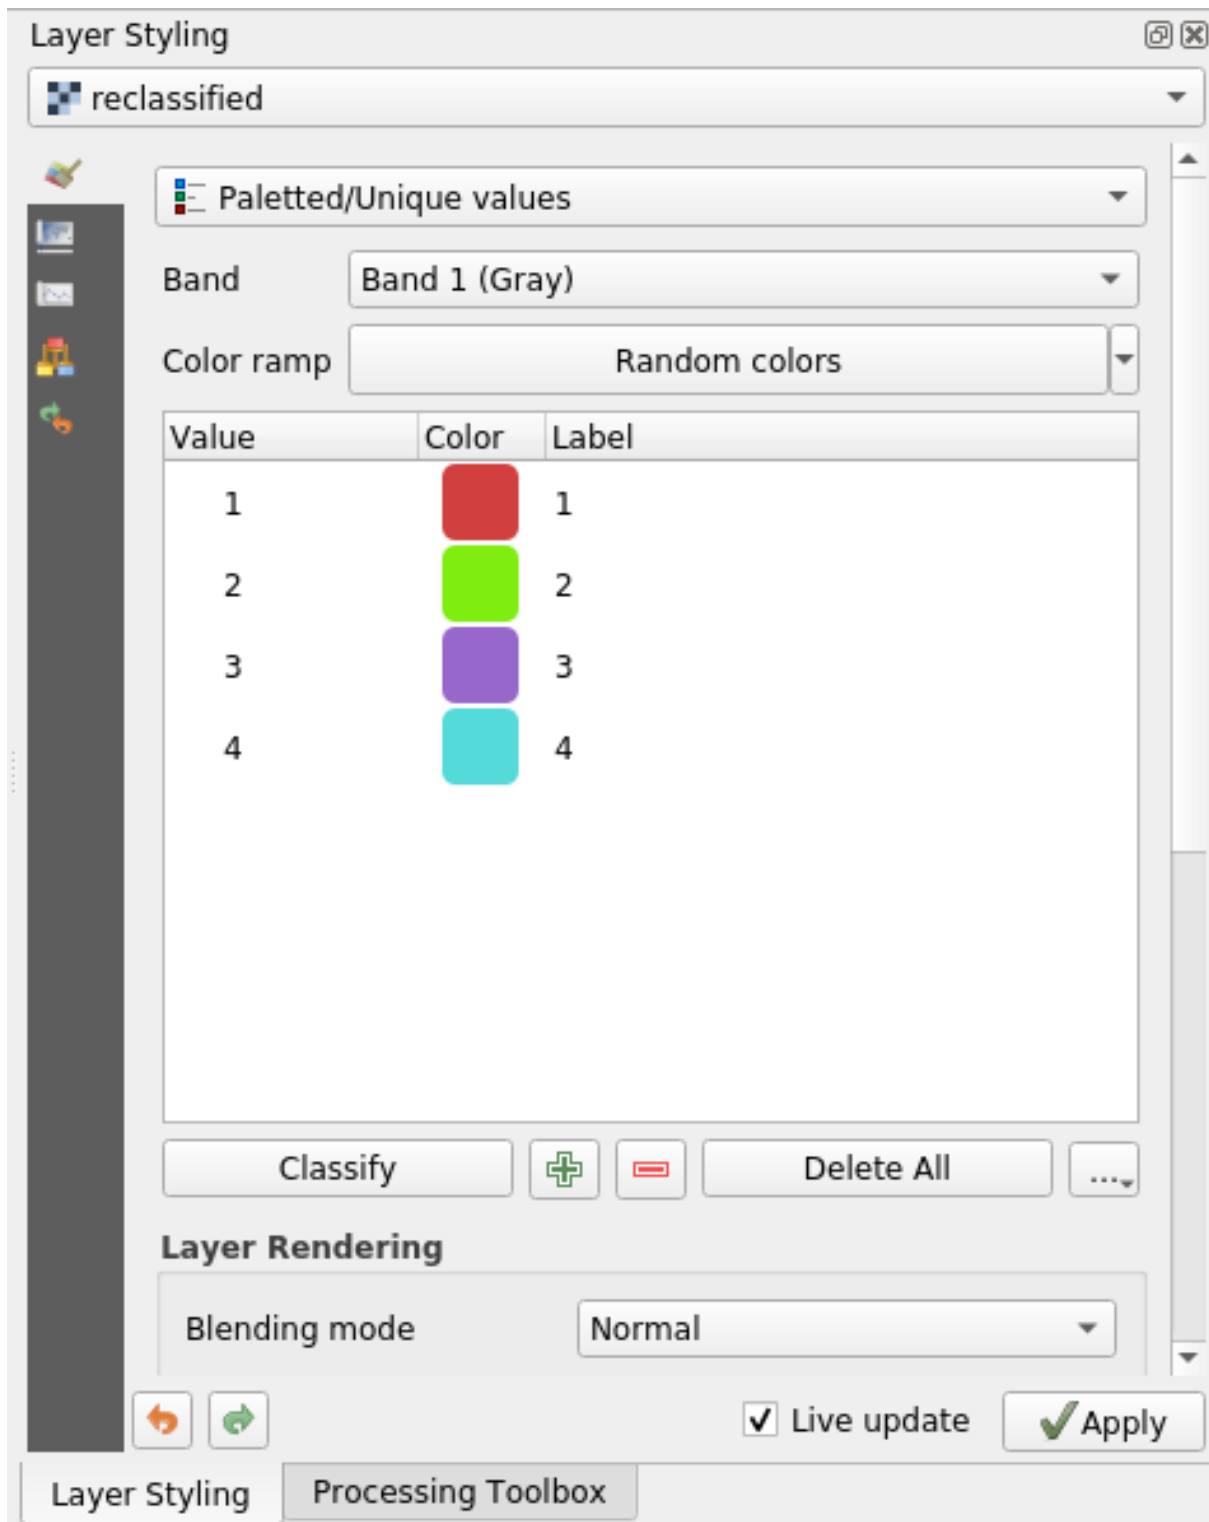 Layer Styling
reclassified
Paletted/Unique values
Band Band 1 (Gray)
Color ramp Random colors
Value Color Label
1 1
2 2
3 3
4 4
Classify Delete All ...
Layer Rendering
Blending mode Normal
Live update Apply
Layer Styling Processing Toolbox